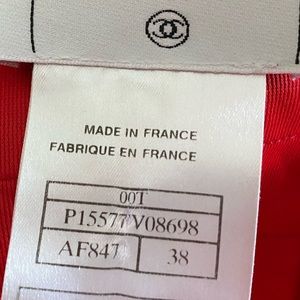 MADE IN FRANCE
FABRIQUE EN FRANCE
00T
P15577V08698
AF847 38